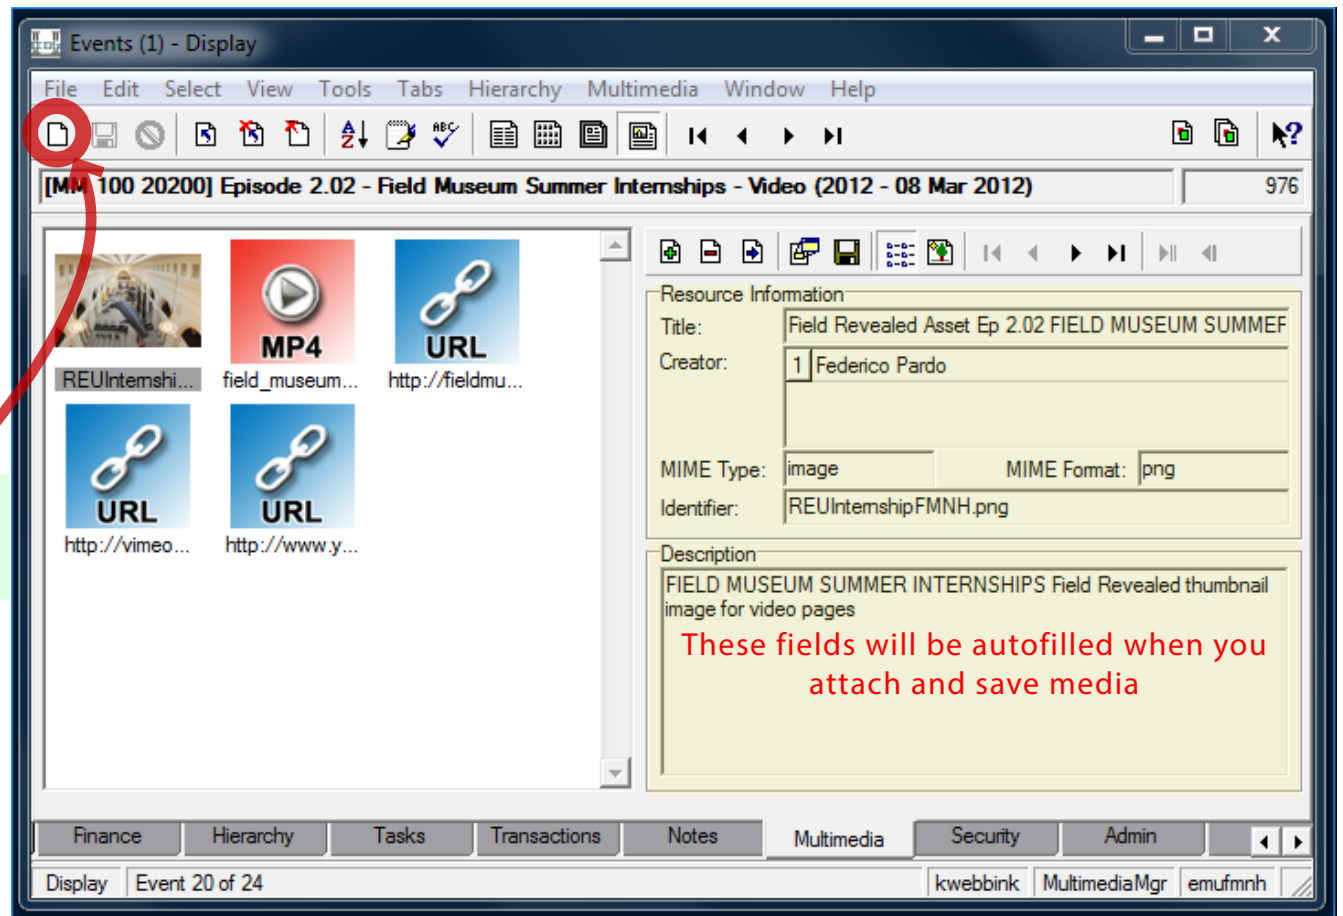 Events (1) - Display
File Edit Select View Tools Tabs Hierarchy Multimedia Window Help
[MM 100 20200] Episode 2.02 - Field Museum Summer Internships - Video (2012 - 08 Mar 2012) 976
MP4
URL
REUInternshi... field_museum... http://fieldmu...
URL
URL
http://vimeo... http://www.y...
Resource Information
Title: Field Revealed Asset Ep 2.02 FIELD MUSEUM SUMMER
Creator: 1 Federico Pardo
MIME Type: image MIME Format: png
Identifier: REUInternshipFMNH.png
Description
FIELD MUSEUM SUMMER INTERNSHIPS Field Revealed thumbnail
image for video pages
These fields will be autofilled when you
attach and save media
Finance Hierarchy Tasks Transactions Notes Multimedia Security Admin
Display Event 20 of 24 kwebbink MultimediaMgr emufmnh